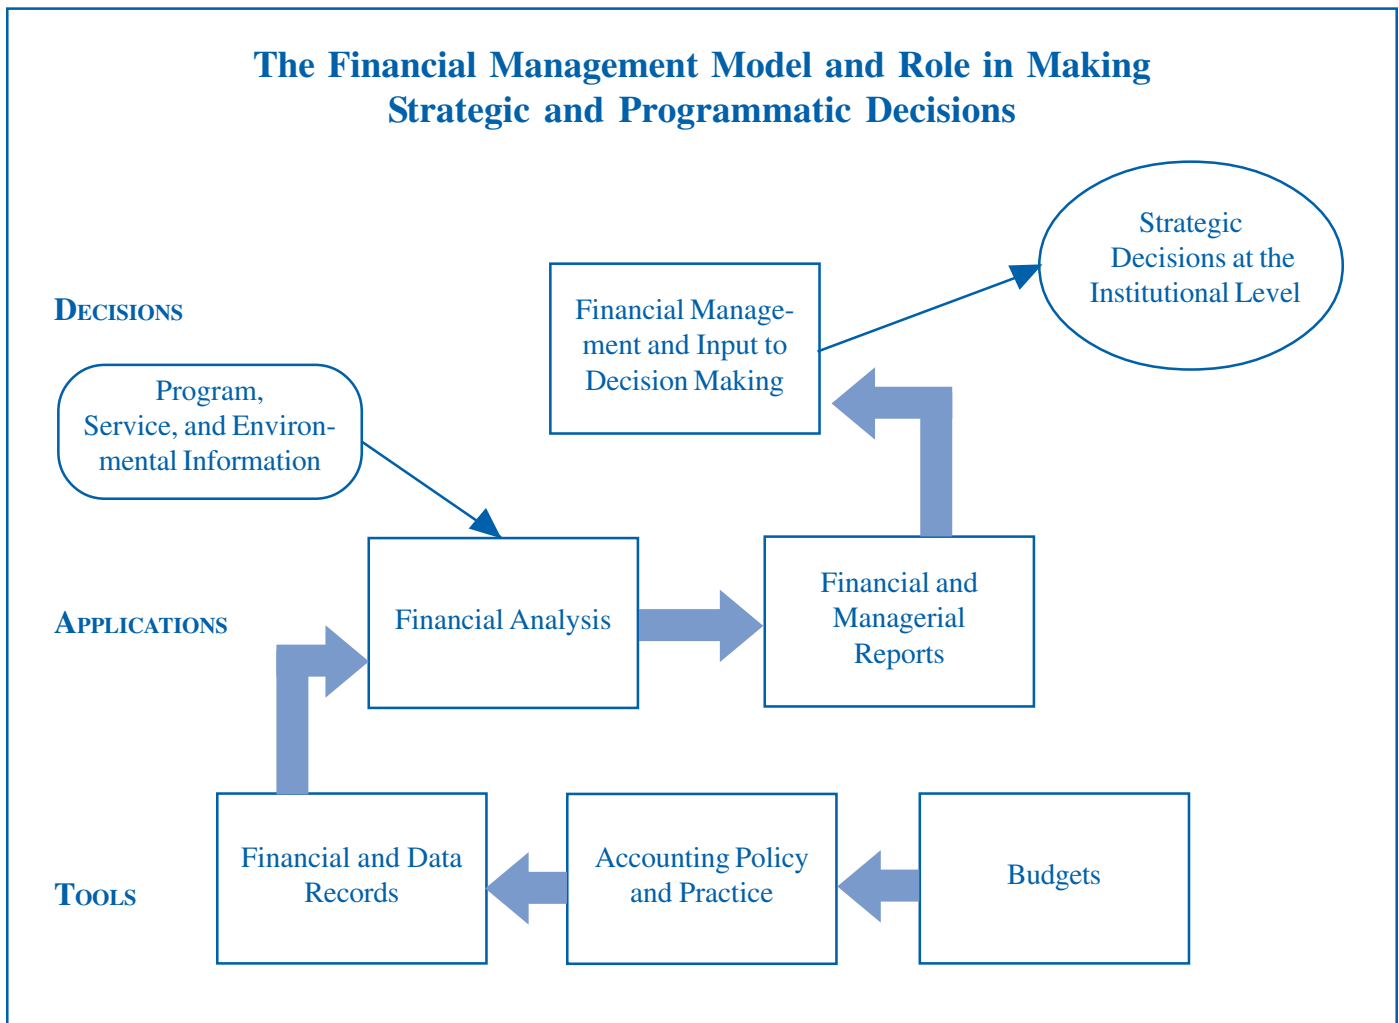 The Financial Management Model and Role in Making
Strategic and Programmatic Decisions
Strategic
Decisions at the
Institutional Level
DECISIONS
Financial Manage-
ment and Input to
Decision Making
Program,
Service, and Environ-
mental Information
APPLICATIONS
Financial Analysis
Financial and
Managerial
Reports
TOOLS
Financial and Data
Records
Accounting Policy
and Practice
Budgets